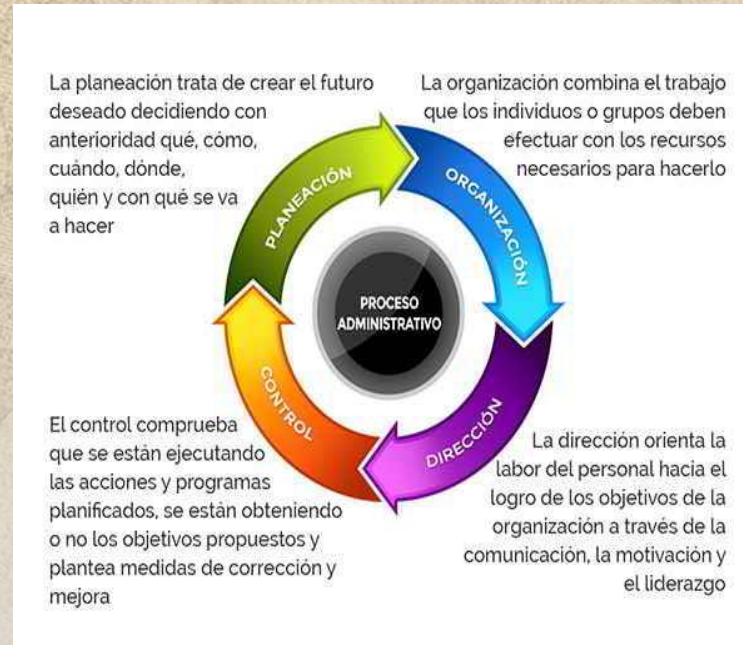 La planeación trata de crear el futuro
deseado decidiendo con
anterioridad qué, cómo,
cuándo, dónde,
quién y con qué se va
a hacer
La organización combina el trabajo
que los individuos o grupos deben
efectuar con los recursos
necesarios para hacerlo
PLANEACIÓN
ORGANIZACIÓN
PROCESO
ADMINISTRATIVO
CONTROL
DIRECCIÓN
El control comprueba
que se están ejecutando
las acciones y programas
planificados, se están obteniendo
o no los objetivos propuestos y
plantea medidas de corrección y
mejora
La dirección orienta la
labor del personal hacia el
logro de los objetivos de la
organización a través de la
comunicación, la motivación y
el liderazgo